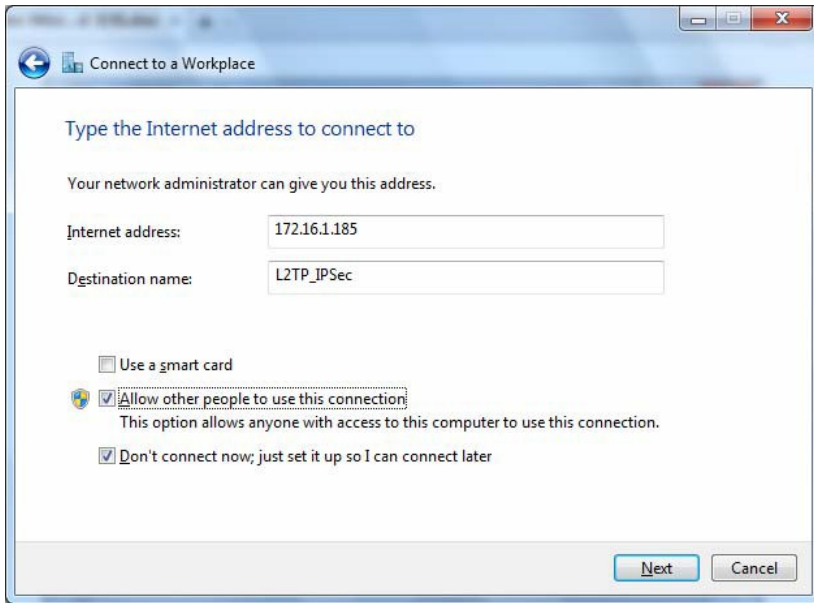 Connect to a Workplace
Type the Internet address to connect to
Your network administrator can give you this address.
Internet address: 172.16.1.185
Destination name: L2TP_IPSec
Use a smart card
Allow other people to use this connection
This option allows anyone with access to this computer to use this connection.
Don't connect now; just set it up so I can connect later
Next Cancel